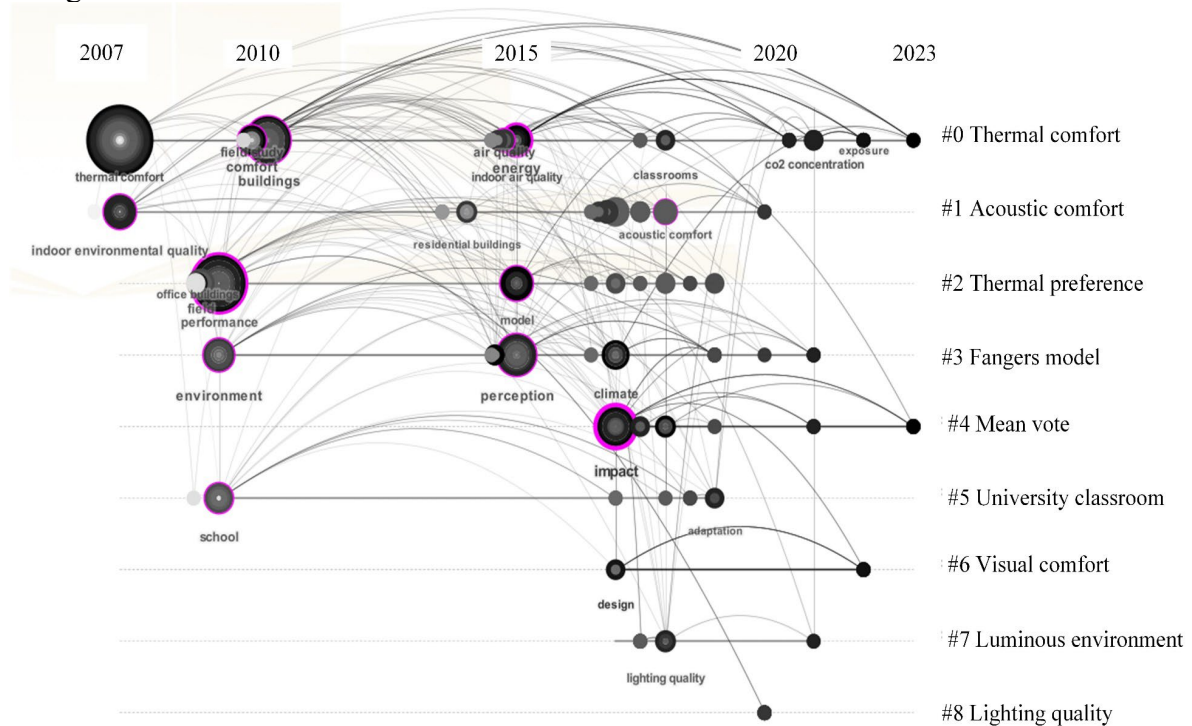 2007
2010
2015
2020
2023
#0 Thermal comfort
thermal comfort
field study
comfort
buildings
air quality
energy
indoor air quality
classrooms
co2 concentration
exposure
#1 Acoustic comfort
indoor environmental quality
residential buildings
acoustic comfort
#2 Thermal preference
office buildings
field
performance
model
#3 Fangers model
environment
perception
climate
#4 Mean vote
impact
#5 University classroom
school
adaptation
#6 Visual comfort
design
#7 Luminous environment
lighting quality
#8 Lighting quality